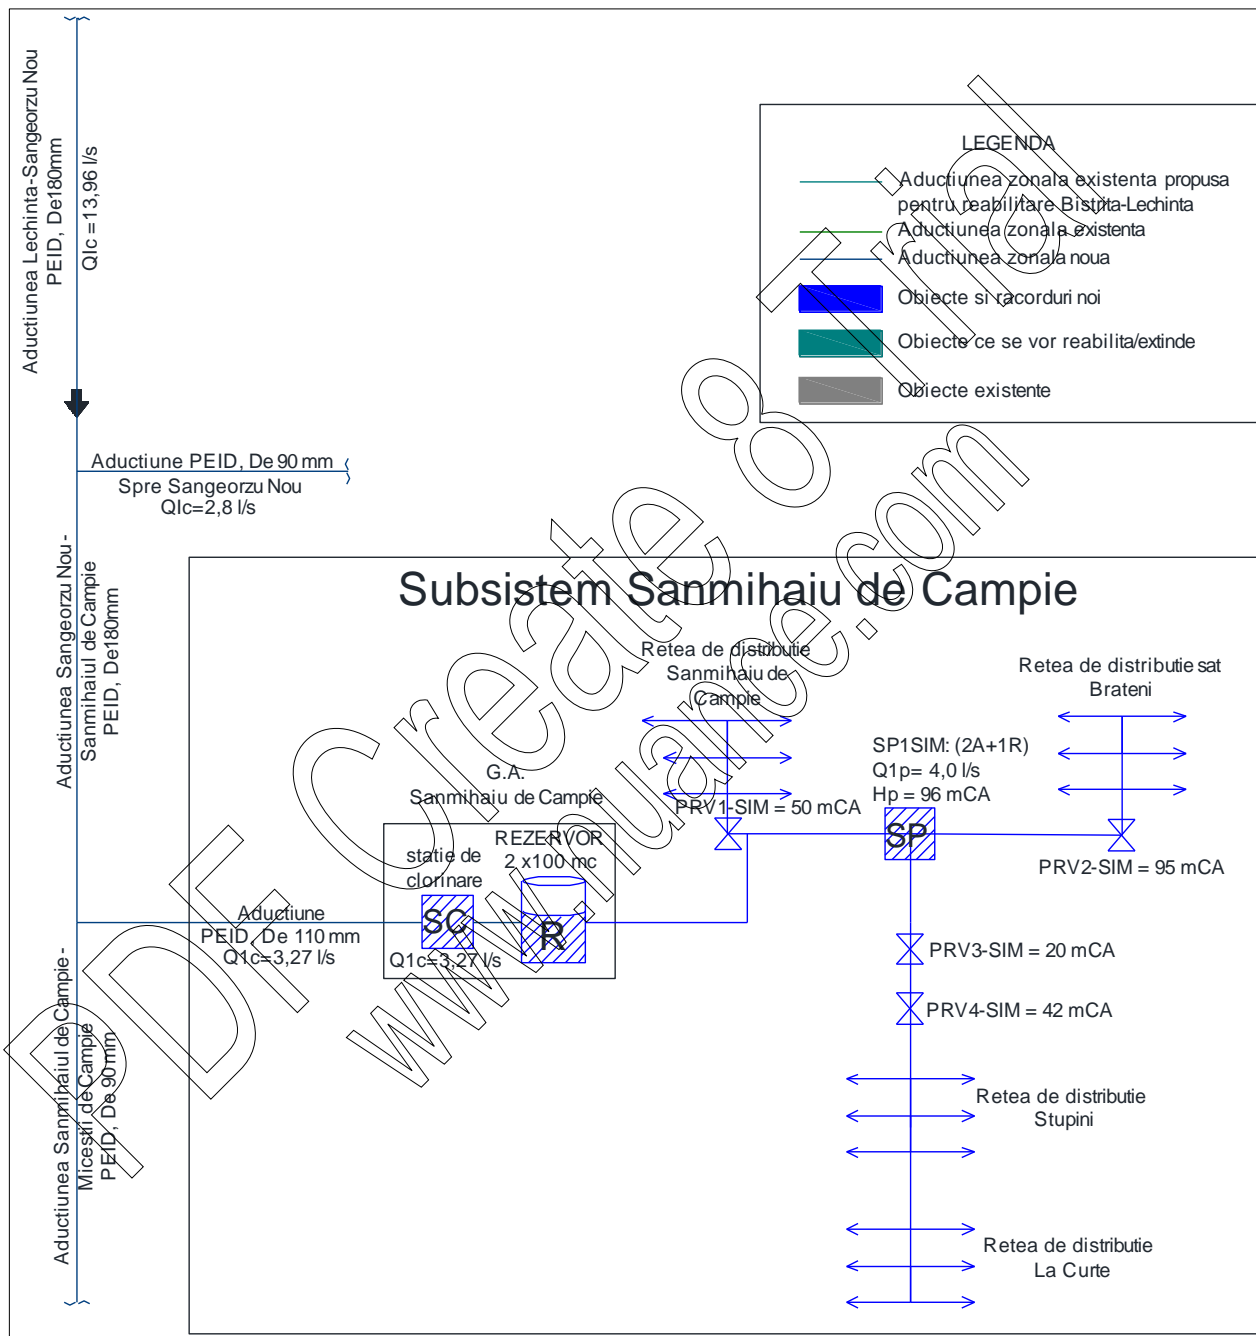 Aductiunea Lechinta-Sangeorzu Nou
PEID, De180mm
QIc =13,96 l/s
LEGENDA
Aductiunea zonala existenta propusa
pentru reabilitare Bistrita-Lechinta
Aductiunea zonala existenta
Aductiunea zonala noua
Obiecte si racorduri noi
Obiecte ce se vor reabilita/extinde
Obiecte existente
Aductiune PEID, De 90 mm
Spre Sangeorzu Nou
QIc=2,8 l/s
Aductiunea Sangeorzu Nou -
Sanmihaiul de Campie
PEID, De180mm
Subsistem Sanmihaiu de Campie
Retea de distributie
Sanmihaiu de
Campie
Retea de distributie sat
Brateni
SP1SIM: (2A+1R)
Q1p= 4,0 l/s
Hp = 96 mCA
G.A.
Sanmihaiu de Campie
PRV1-SIM = 50 mCA
SP
PRV2-SIM = 95 mCA
statie de
clorinare
REZERVOR
2 x100 mc
SC
R
Q1c=3,27 l/s
Aductiune
PEID, De 110 mm
Q1c=3,27 l/s
PRV3-SIM = 20 mCA
PRV4-SIM = 42 mCA
Aductiunea Sanmihaiul de Campie -
Micestii de Campie
PEID, De 90 mm
Retea de distributie
Stupini
Retea de distributie
La Curte
PDF Create 8 Trial
www.nuance.com